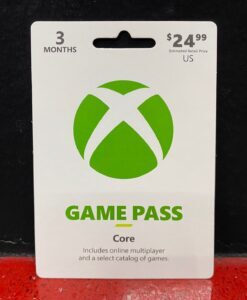 3
MONTHS
$24.99
Estimated Retail Price
US
GAME PASS
Core
Includes online multiplayer
and a select catalog of games.